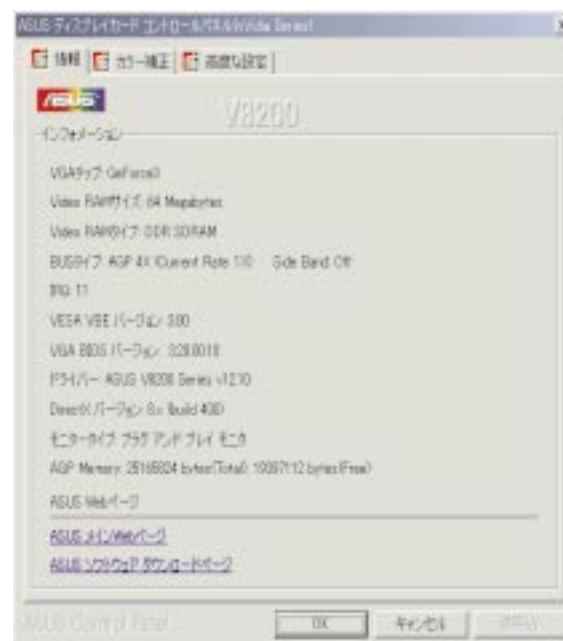 ASUS ディスプレイカード コントロールパネル(nVidia Series)
情報 カラー補正 高度な設定
ASUS
V8200
インフォメーション
VGAチップ: GeForce3
Video RAMサイズ: 64 Megabytes
Video RAMタイプ: DDR SDRAM
BUSタイプ: AGP 4X (Current Rate 1X) Side Band: Off
IRQ: 11
VESA VBE バージョン: 3.00
VGA BIOS バージョン:
ドライバー: ASUS V8200 Series v12.10
DirectX バージョン: 8.x (build 400)
モニタータイプ: プラグ アンド プレイ モニタ
AGP Memory: 25165824 bytes(Total) 19097112 bytes(Free)
ASUS Webページ
ASUS メインWebページ
ASUS ソフトウェア ダウンロードページ
ASUS Control Panel
OK キャンセル